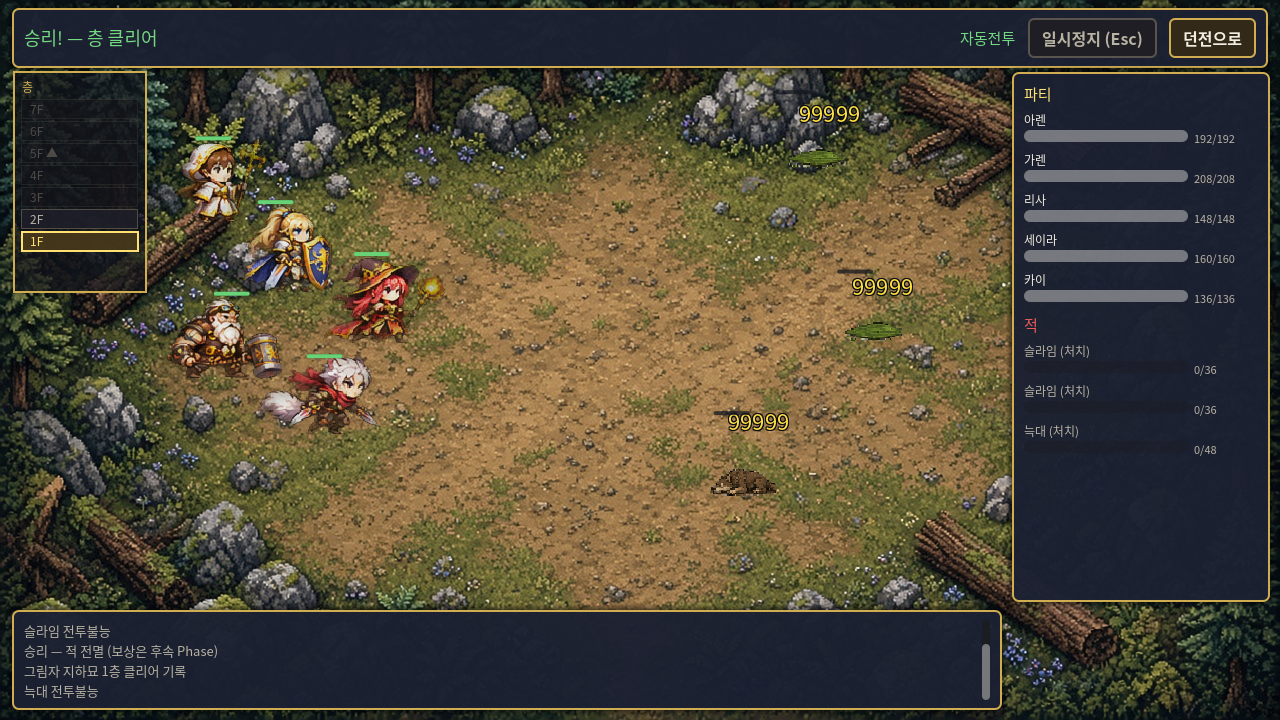 승리! — 층 클리어
자동전투
일시정지 (Esc)
던전으로
층
7F
6F
5F ▲
4F
3F
2F
1F
99999
99999
99999
파티
아렌
192/192
가렌
208/208
리사
148/148
세이라
160/160
카이
136/136
적
슬라임 (처치)
0/36
슬라임 (처치)
0/36
늑대 (처치)
0/48
슬라임 전투불능
승리 — 적 전멸 (보상은 후속 Phase)
그림자 지하묘 1층 클리어 기록
늑대 전투불능